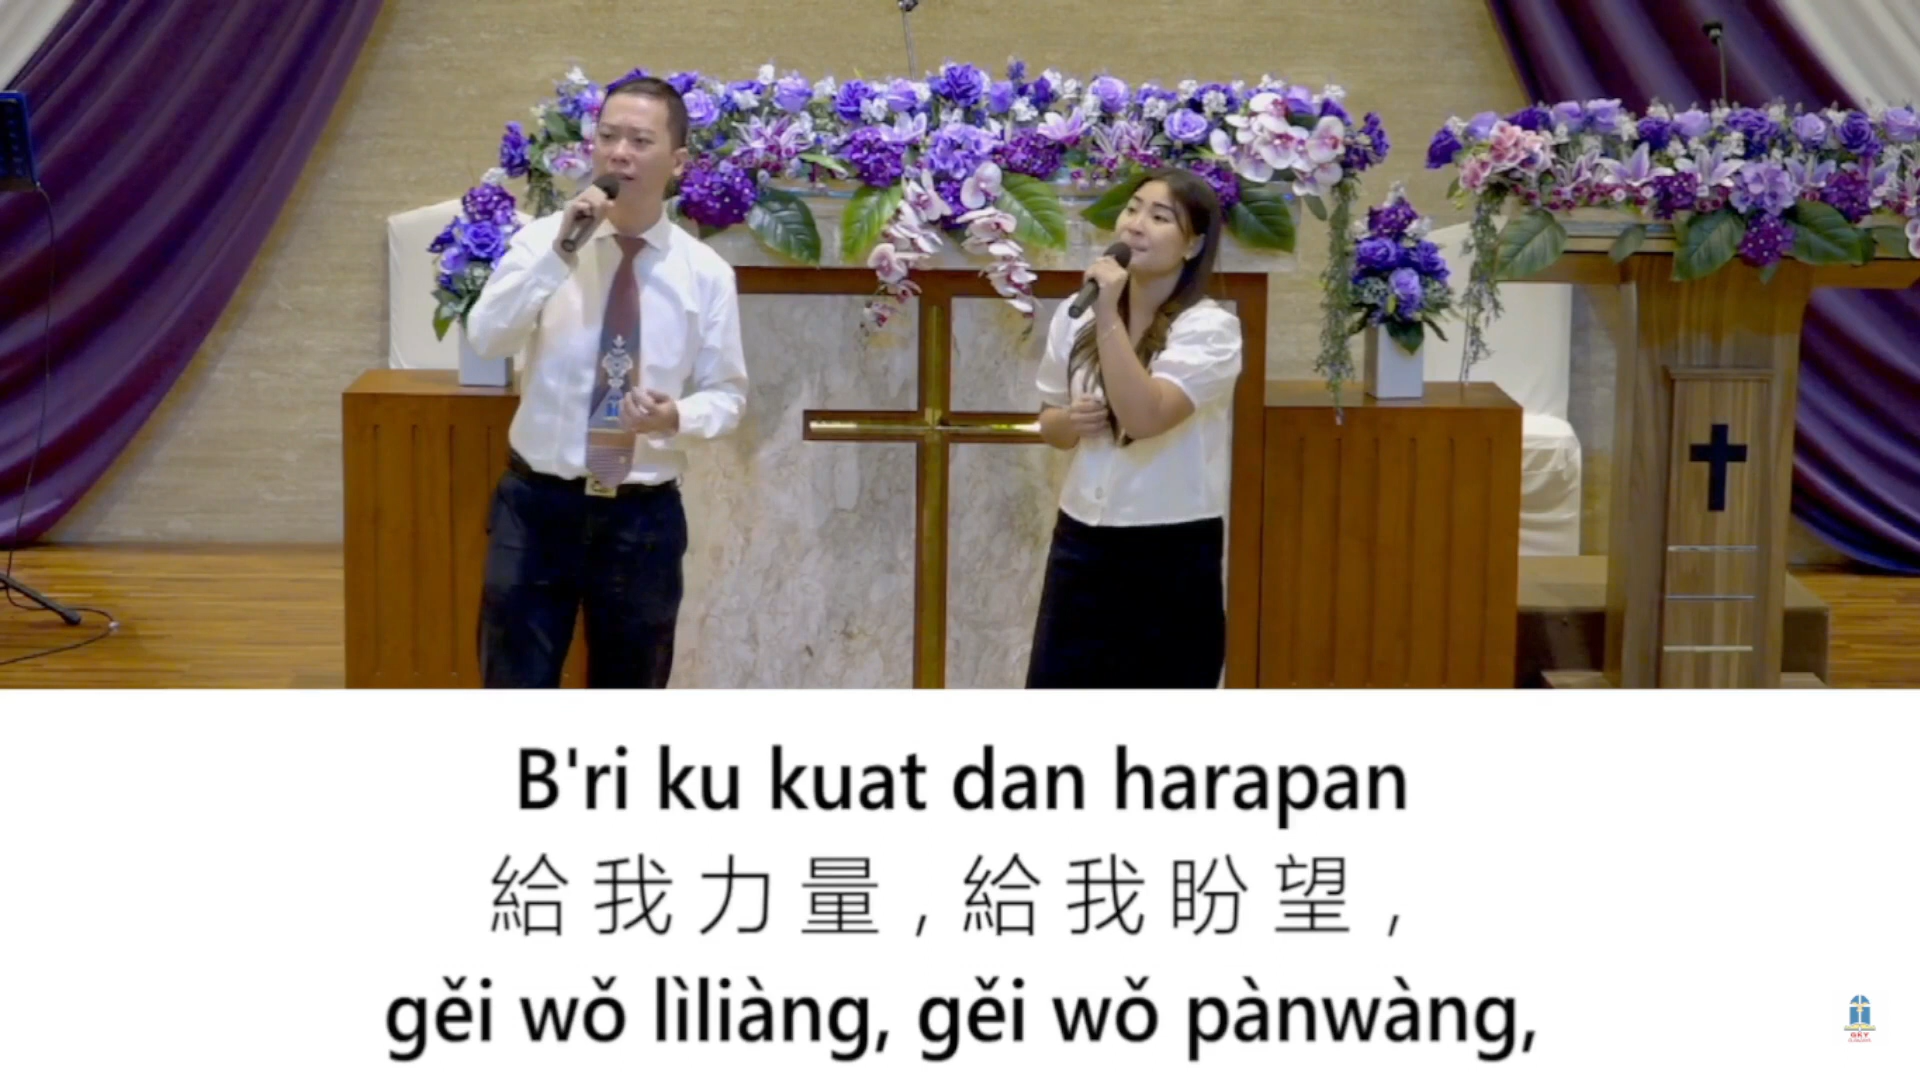 B'ri ku kuat dan harapan
給我力量,給我盼望,
gěi wǒ lìliàng, gěi wǒ pànwàng,
GKY